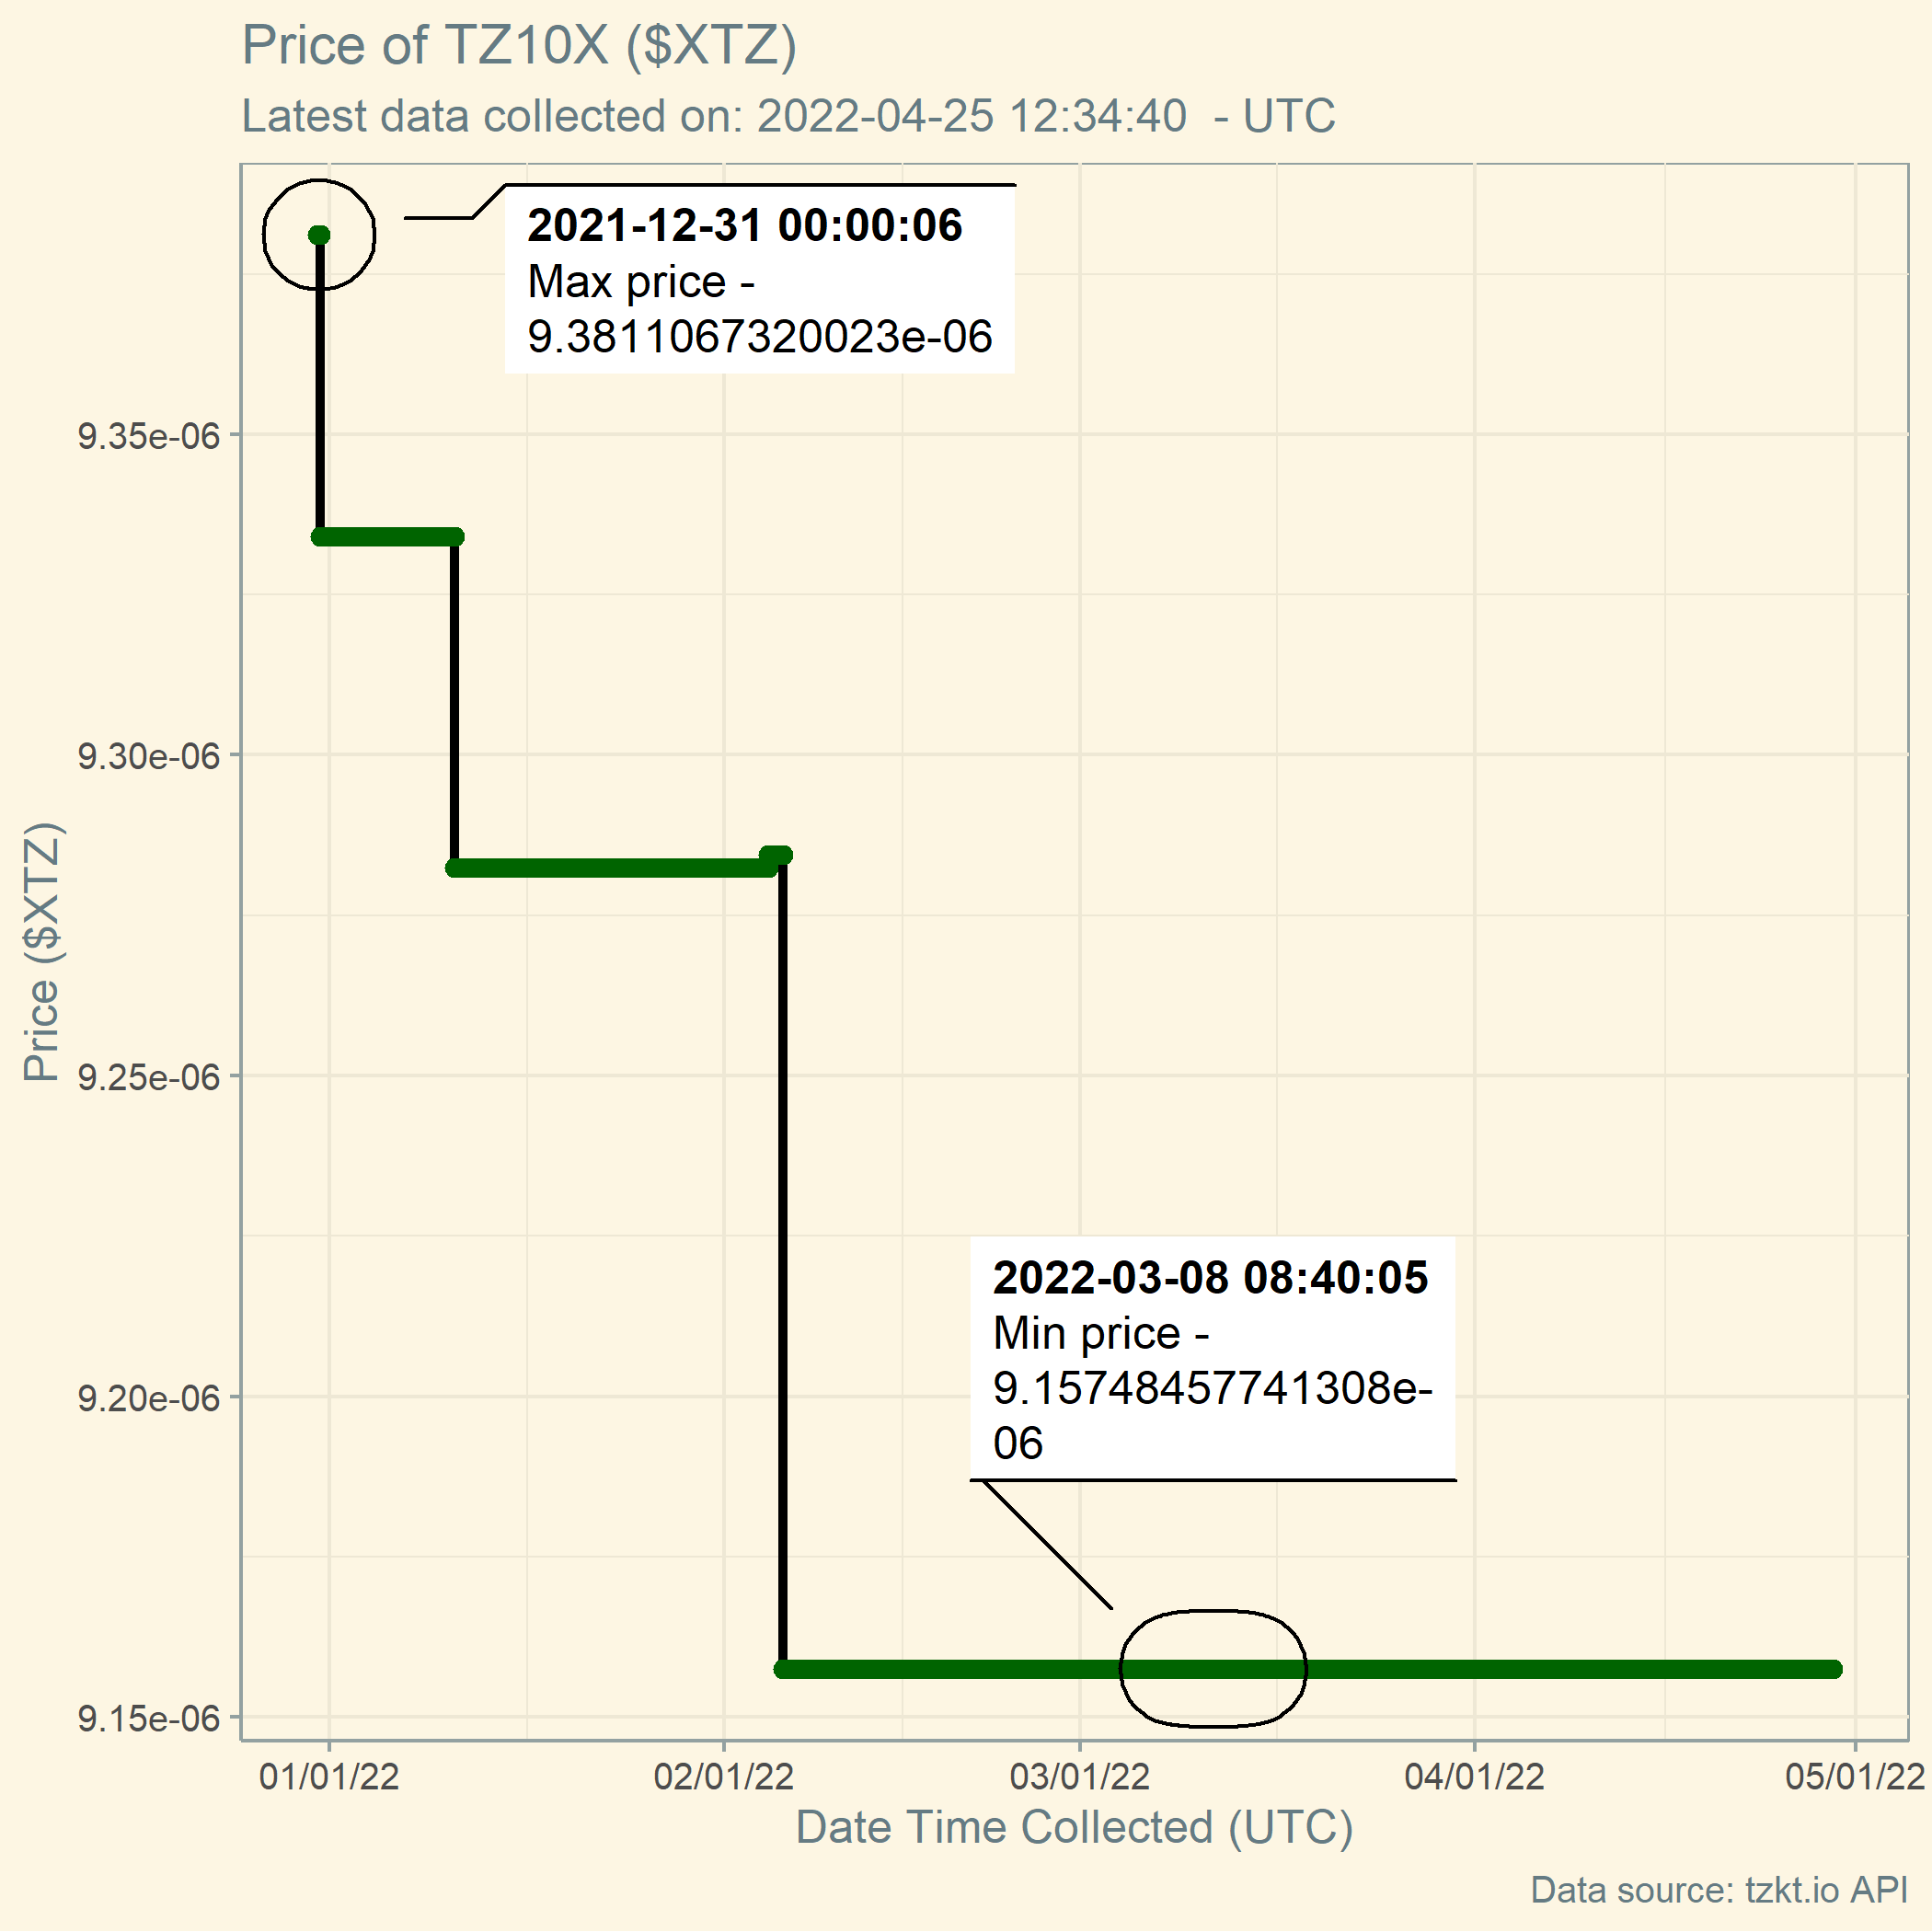 Price of TZ10X ($XTZ)
Latest data collected on: 2022-04-25 12:34:40  - UTC
2021-12-31 00:00:06
Max price -
9.3811067320023e-06
9.35e-06
9.30e-06
Price ($XTZ)
9.25e-06
2022-03-08 08:40:05
Min price -
9.15748457741308e-
06
9.20e-06
9.15e-06
01/01/22 02/01/22 03/01/22 04/01/22 05/01/22
Date Time Collected (UTC)
Data source: tzkt.io API